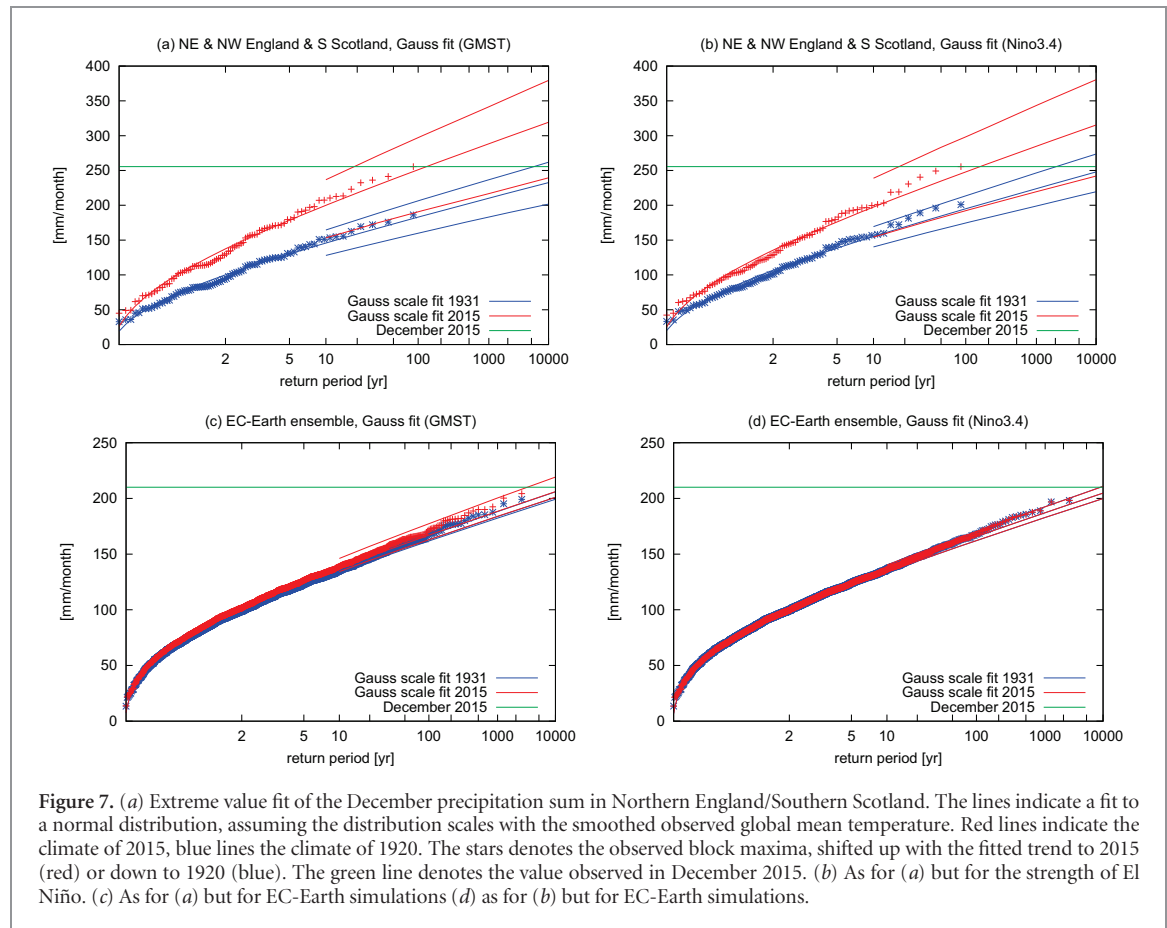 (a) NE & NW England & S Scotland, Gauss fit (GMST)
400
350
300
250
200
150
100
50
0
[mm/month]
Gauss scale fit 1931
Gauss scale fit 2015
December 2015
2 5 10 100 1000 10000
return period [yr]
(b) NE & NW England & S Scotland, Gauss fit (Nino3.4)
400
350
300
250
200
150
100
50
0
[mm/month]
Gauss scale fit 1931
Gauss scale fit 2015
December 2015
2 5 10 100 1000 10000
return period [yr]
(c) EC-Earth ensemble, Gauss fit (GMST)
250
200
150
100
50
0
[mm/month]
Gauss scale fit 1931
Gauss scale fit 2015
December 2015
2 5 10 100 1000 10000
return period [yr]
(d) EC-Earth ensemble, Gauss fit (Nino3.4)
250
200
150
100
50
0
[mm/month]
Gauss scale fit 1931
Gauss scale fit 2015
December 2015
2 5 10 100 1000 10000
return period [yr]
Figure 7. (a) Extreme value fit of the December precipitation sum in Northern England/Southern Scotland. The lines indicate a fit to
a normal distribution, assuming the distribution scales with the smoothed observed global mean temperature. Red lines indicate the
climate of 2015, blue lines the climate of 1920. The stars denotes the observed block maxima, shifted up with the fitted trend to 2015
(red) or down to 1920 (blue). The green line denotes the value observed in December 2015. (b) As for (a) but for the strength of El
Niño. (c) As for (a) but for EC-Earth simulations (d) as for (b) but for EC-Earth simulations.